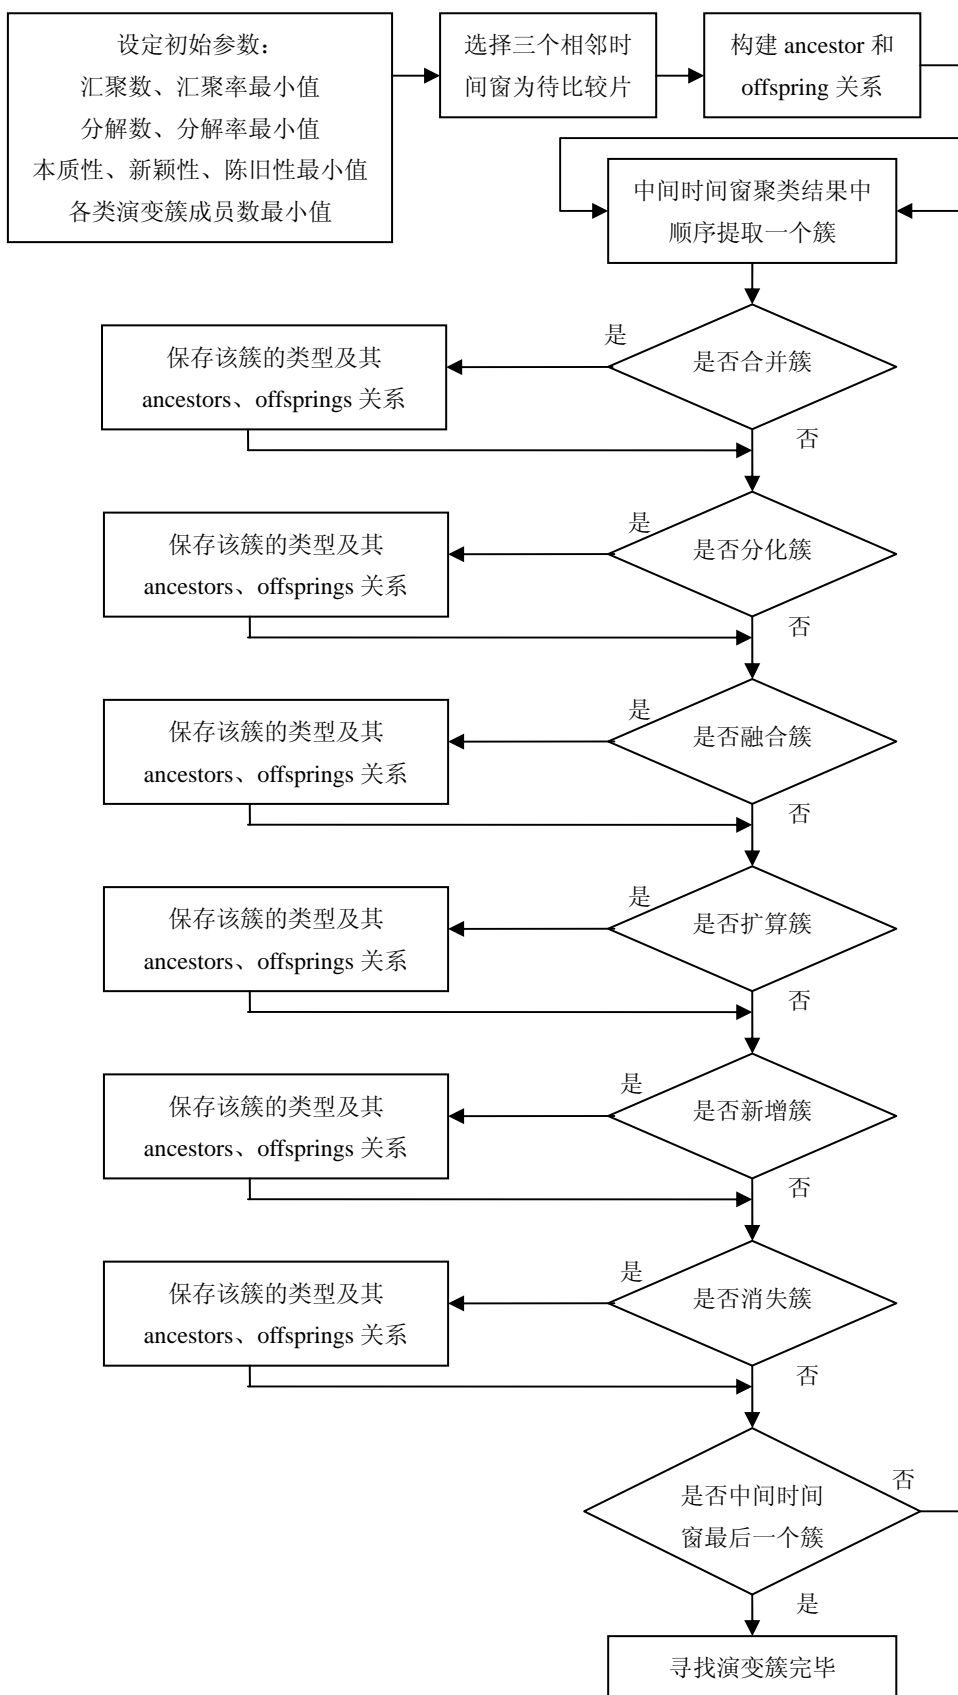 设定初始参数：
汇聚数、汇聚率最小值
分解数、分解率最小值
本质性、新颖性、陈旧性最小值
各类演变簇成员数最小值
选择三个相邻时
间窗为待比较片
构建 ancestor 和
offspring 关系
中间时间窗聚类结果中
顺序提取一个簇
是否合并簇
是
保存该簇的类型及其
ancestors、offsprings 关系
否
是否分化簇
是
保存该簇的类型及其
ancestors、offsprings 关系
否
是否融合簇
是
保存该簇的类型及其
ancestors、offsprings 关系
否
是否扩算簇
是
保存该簇的类型及其
ancestors、offsprings 关系
否
是否新增簇
是
保存该簇的类型及其
ancestors、offsprings 关系
否
是否消失簇
是
保存该簇的类型及其
ancestors、offsprings 关系
否
是否中间时间
窗最后一个簇
否
是
寻找演变簇完毕